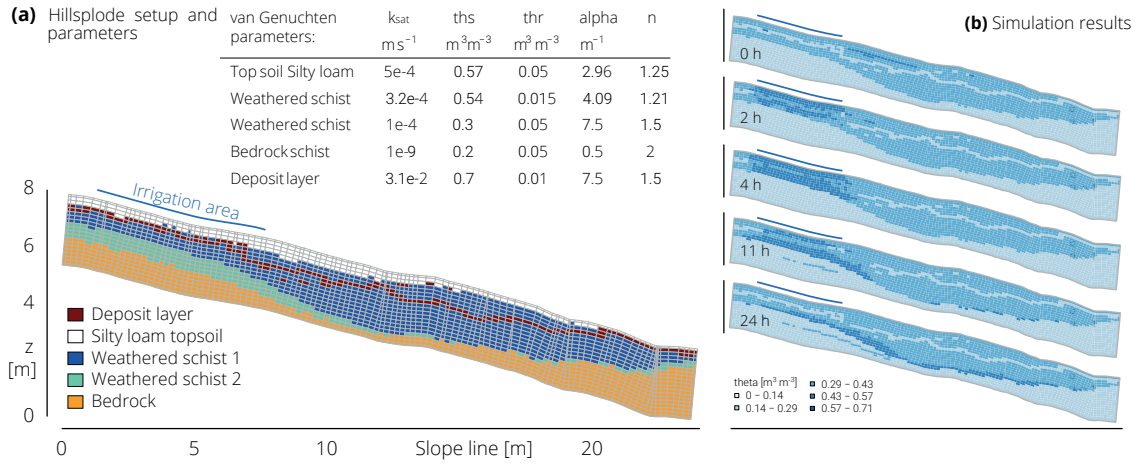 (a) Hillsplode setup and
parameters
van Genuchten
parameters:
ksat
m s−1
ths
m3m−3
thr
m3 m−3
alpha
m−1
n
Top soil Silty loam 5e-4 0.57 0.05 2.96 1.25
Weathered schist 3.2e-4 0.54 0.015 4.09 1.21
Weathered schist 1e-4 0.3 0.05 7.5 1.5
Bedrock schist 1e-9 0.2 0.05 0.5 2
Deposit layer 3.1e-2 0.7 0.01 7.5 1.5
8
6
4
z
[m]
2
0
Irrigation area
Deposit layer
Silty loam topsoil
Weathered schist 1
Weathered schist 2
Bedrock
0 5 10 Slope line [m] 20
(b) Simulation results
0 h
2 h
4 h
11 h
24 h
theta [m3 m-3]
0 – 0.14
0.14 – 0.29
0.29 – 0.43
0.43 – 0.57
0.57 – 0.71